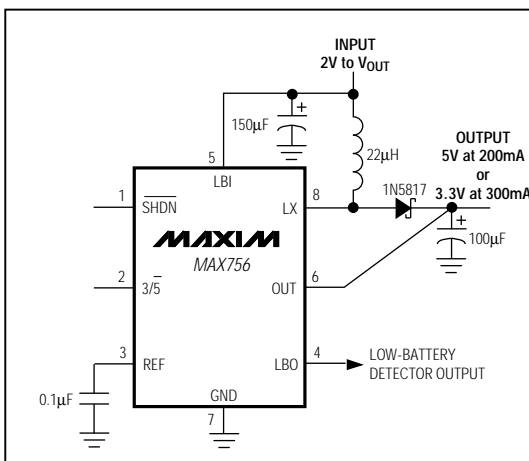 INPUT
2V to VOUT
150µF
22µH
OUTPUT
5V at 200mA
or
3.3V at 300mA
5
LBI
1
SHDN
LX
8
1N5817
MAXIM
MAX756
100µF
2
3/5
OUT
6
3
REF
LBO
4
LOW-BATTERY
DETECTOR OUTPUT
0.1µF
GND
7